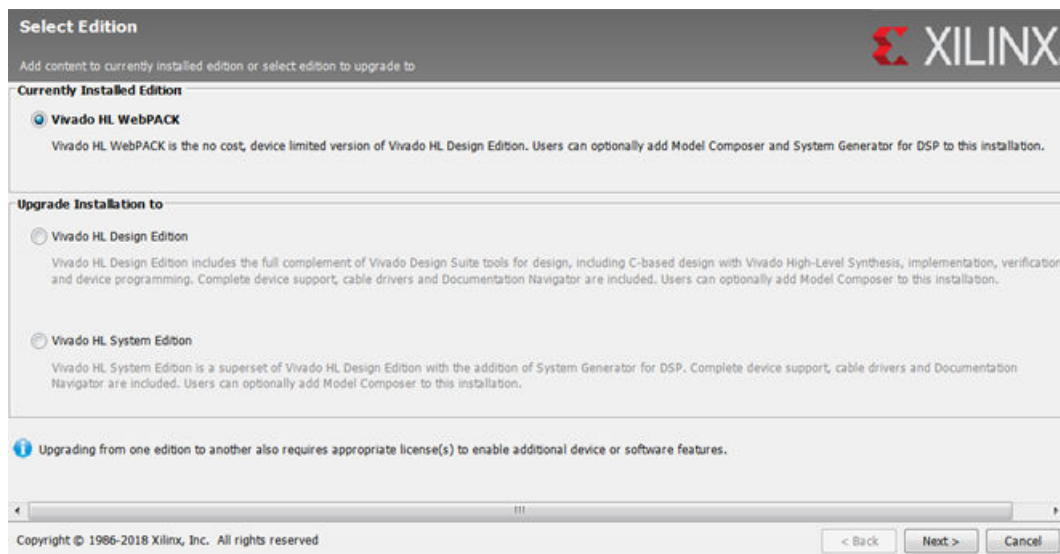 Select Edition
XILINX
Add content to currently installed edition or select edition to upgrade to
Currently Installed Edition
Vivado HL WebPACK
Vivado HL WebPACK is the no cost, device limited version of Vivado HL Design Edition. Users can optionally add Model Composer and System Generator for DSP to this installation.
Upgrade Installation to
Vivado HL Design Edition
Vivado HL Design Edition includes the full complement of Vivado Design Suite tools for design, including C-based design with Vivado High-Level Synthesis, implementation, verification
and device programming. Complete device support, cable drivers and Documentation Navigator are included. Users can optionally add Model Composer to this installation.
Vivado HL System Edition
Vivado HL System Edition is a superset of Vivado HL Design Edition with the addition of System Generator for DSP. Complete device support, cable drivers and Documentation
Navigator are included. Users can optionally add Model Composer to this installation.
Upgrading from one edition to another also requires appropriate license(s) to enable additional device or software features.
Copyright © 1986-2018 Xilinx, Inc. All rights reserved
< Back Next > Cancel